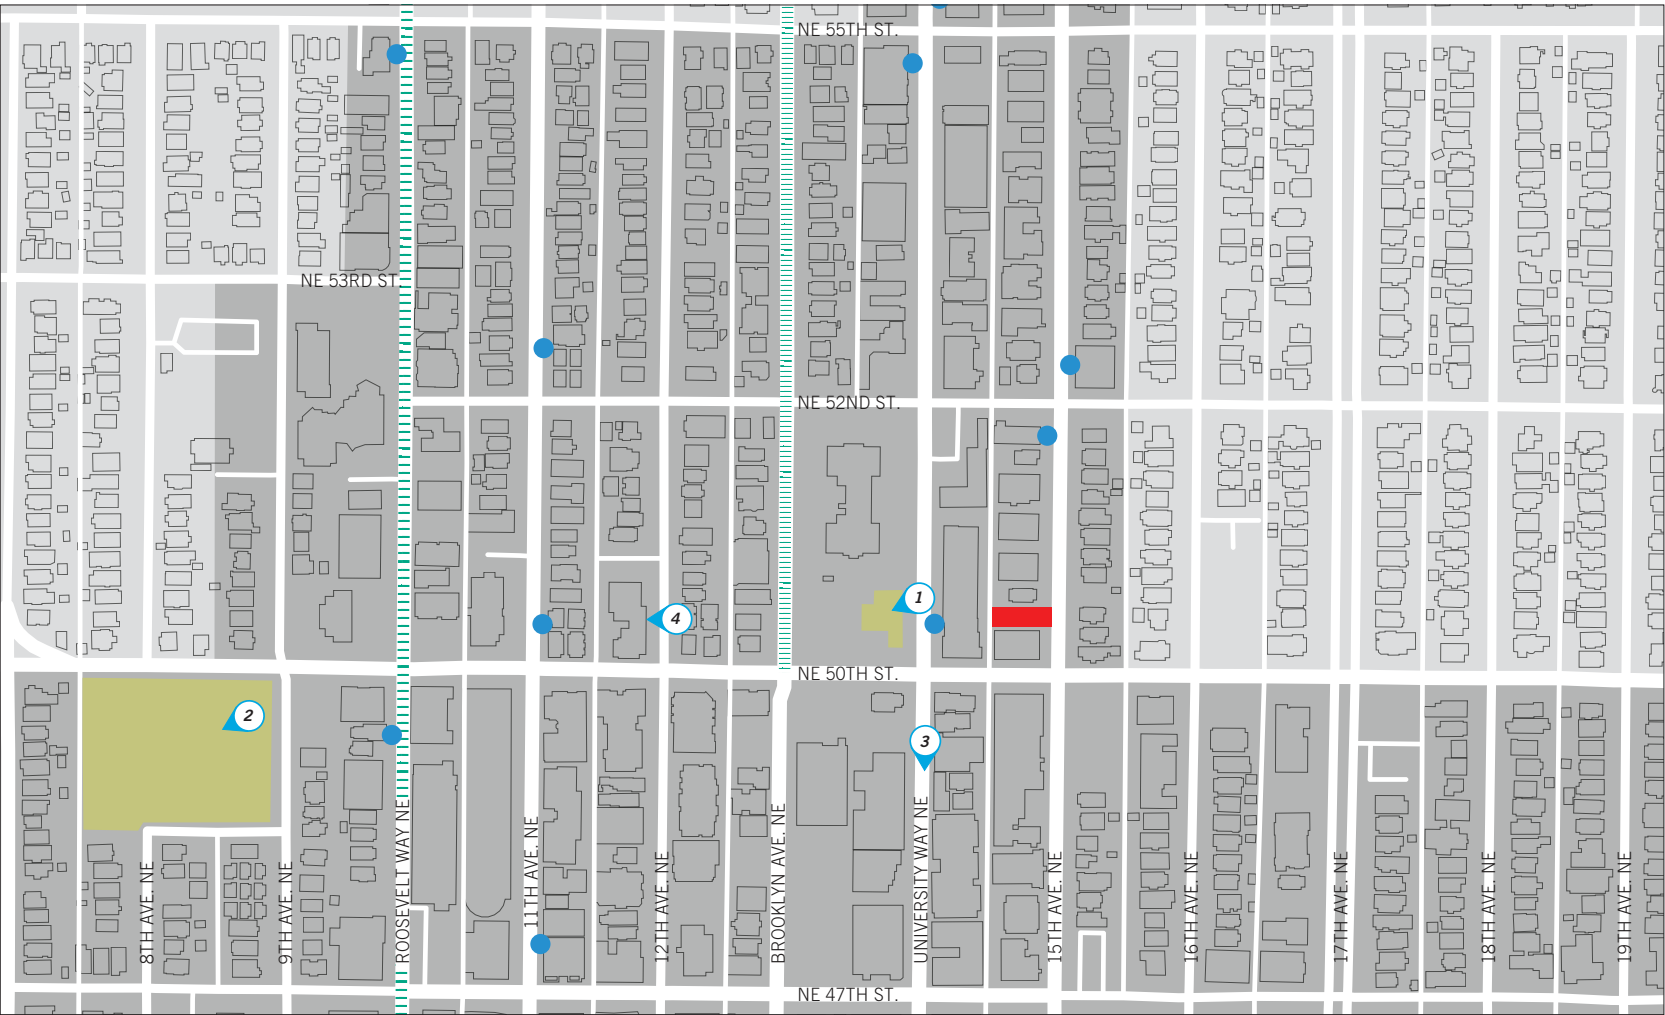 NE 55TH ST.
NE 53RD ST.
NE 52ND ST.
1
4
NE 50TH ST.
2
3
8TH AVE. NE
9TH AVE. NE
ROOSEVELT WAY NE
11TH AVE. NE
12TH AVE. NE
BROOKLYN AVE. NE
UNIVERSITY WAY NE
15TH AVE. NE
16TH AVE. NE
17TH AVE. NE
18TH AVE. NE
19TH AVE. NE
NE 47TH ST.